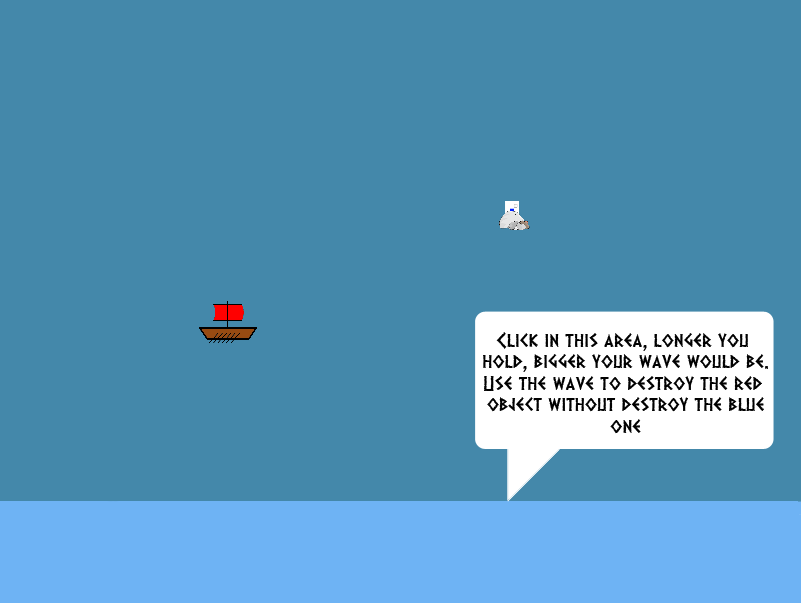 Click in this area, longer you
hold, bigger your wave would be.
Use the wave to destroy the red
object without destroy the blue
one